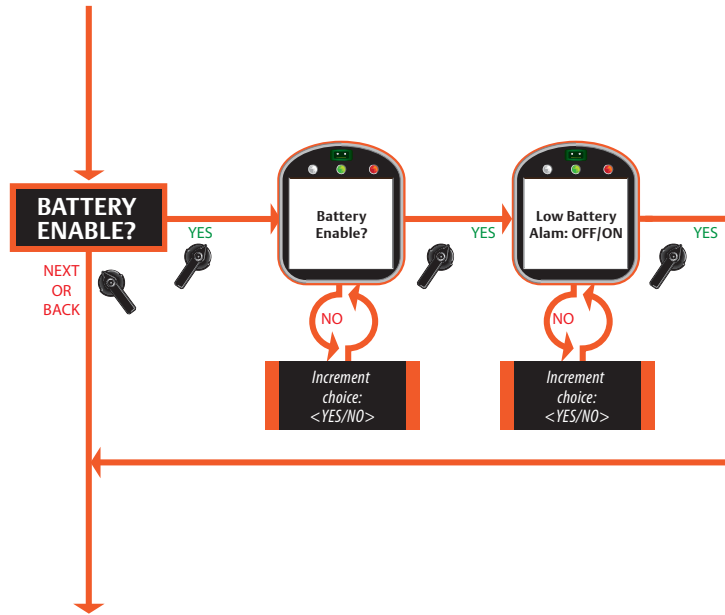 BATTERY
ENABLE?
YES
NEXT
OR
BACK
Battery
Enable?
YES
NO
Increment
choice:
<YES/NO>
Low Battery
Alam: OFF/ON
YES
NO
Increment
choice:
<YES/NO>